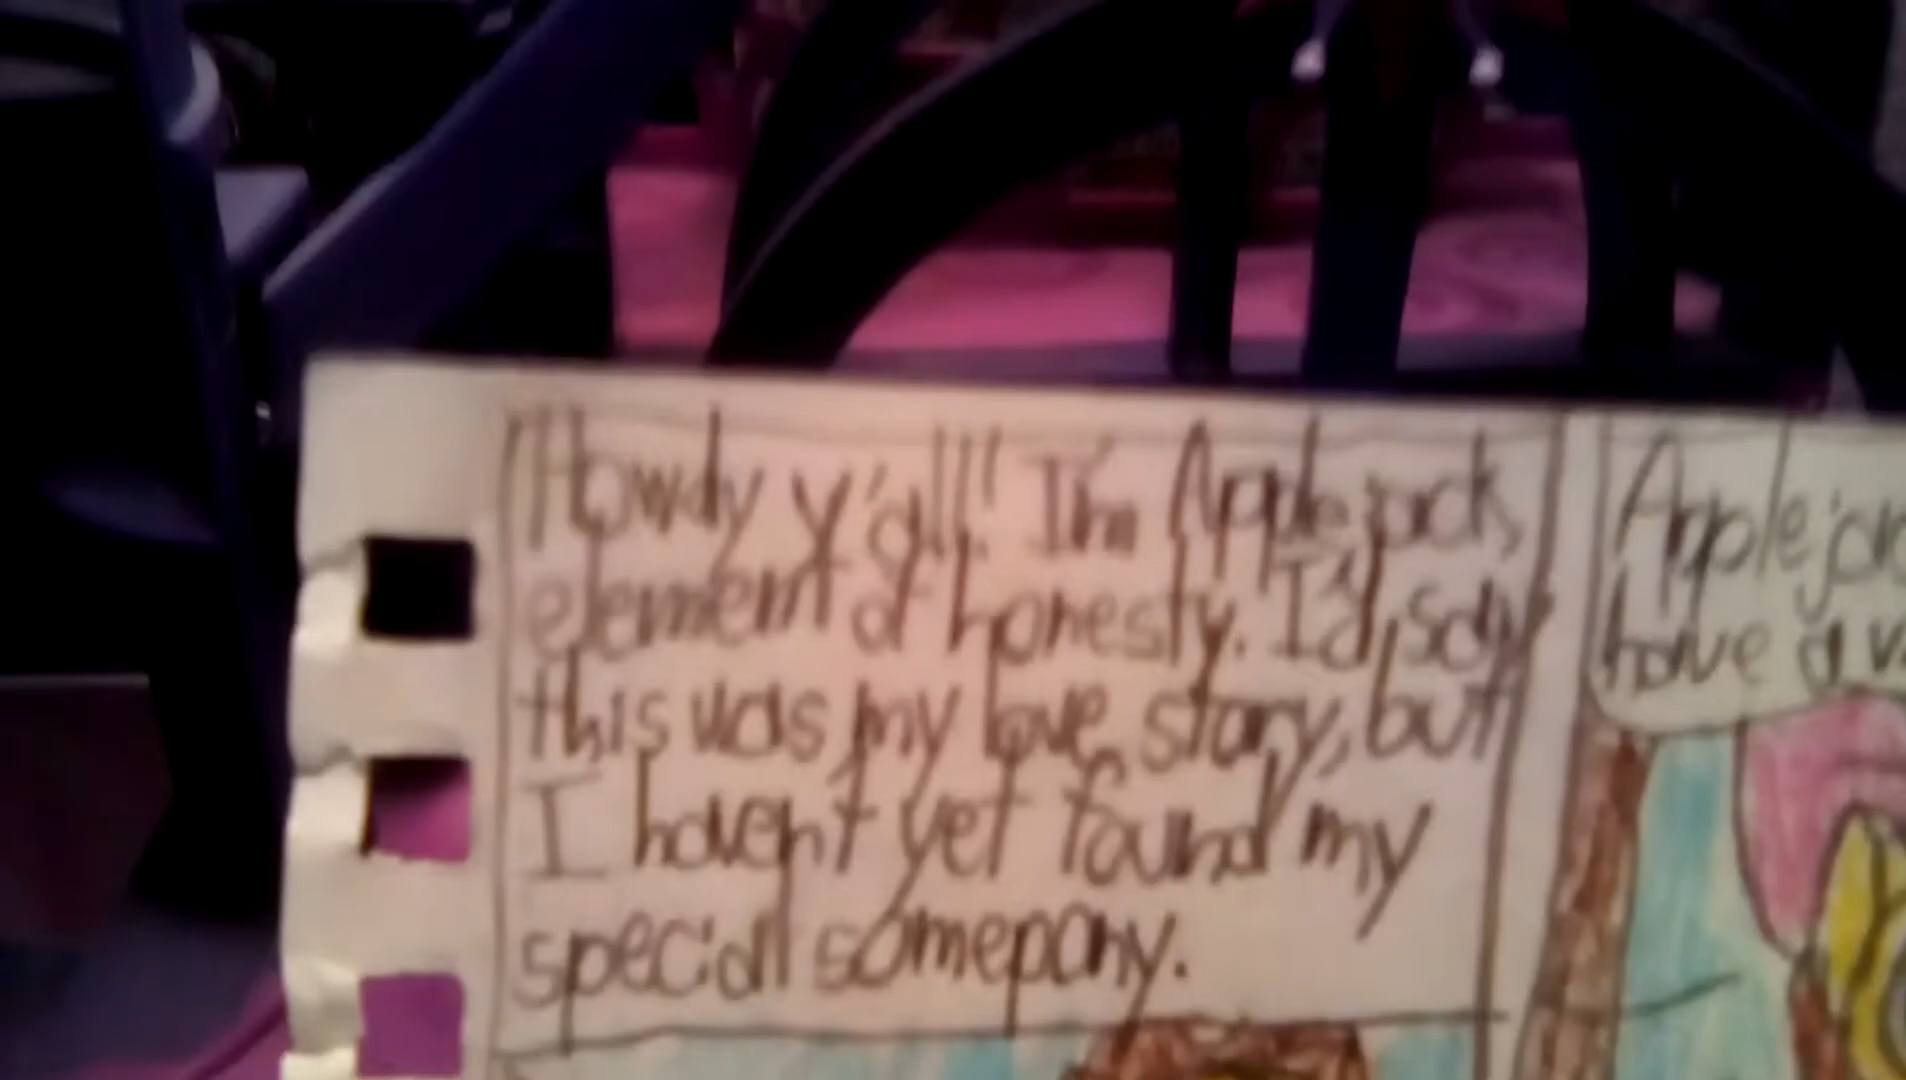 Howdy y'all! I'm Applejack,
element of honesty. I'd say
this was my love story, but
I haven't yet found my
special somepony.
Applejac
have a v